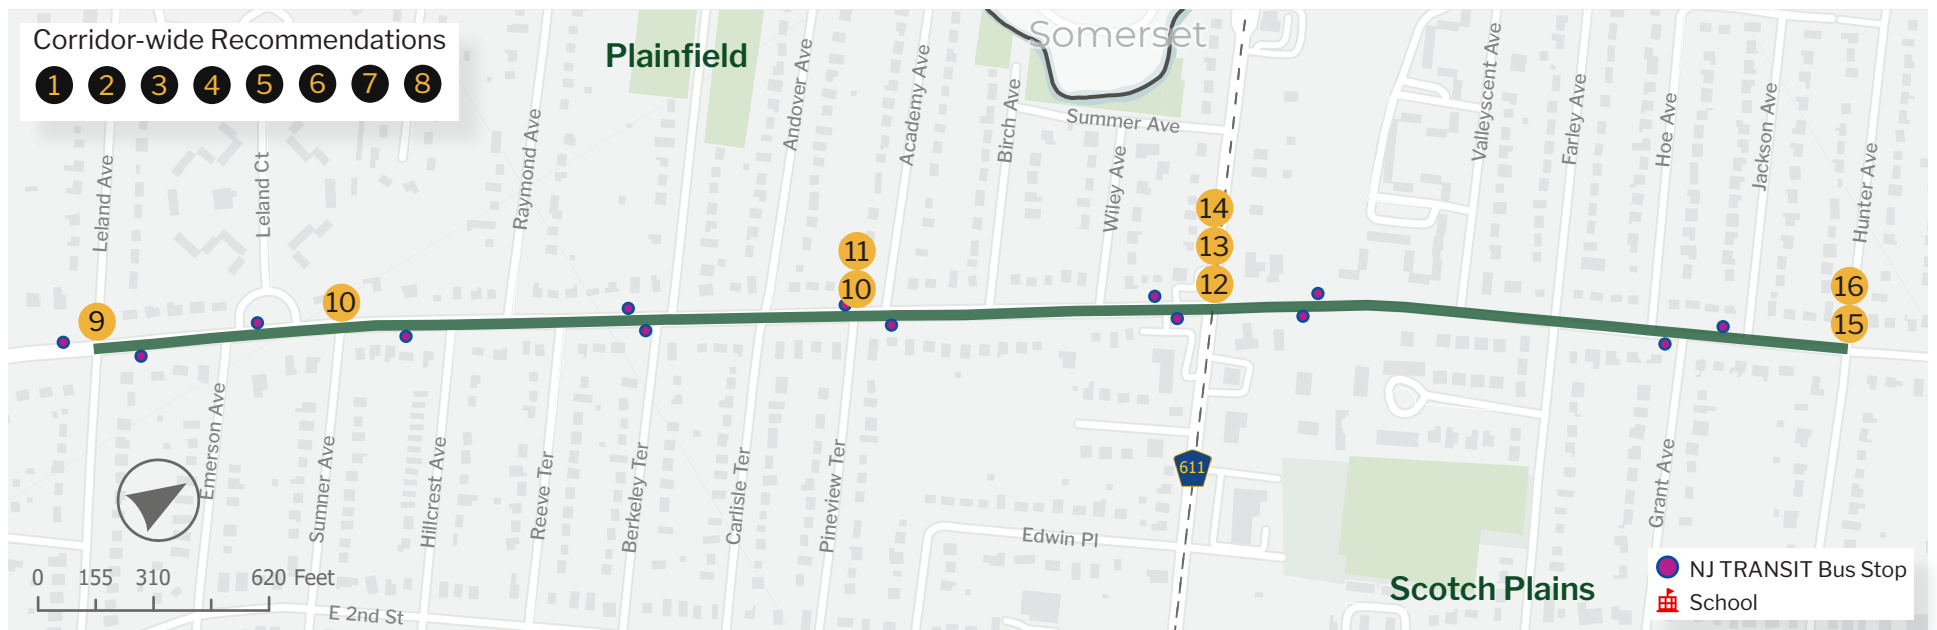 Corridor-wide Recommendations
1 2 3 4 5 6 7 8
Plainfield
Somerset
Leland Ave
Leland Ct
Raymond Ave
Andover Ave
Academy Ave
Birch Ave
Summer Ave
Wiley Ave
Valleyscent Ave
Farley Ave
Hoe Ave
Jackson Ave
Hunter Ave
9
10
11
10
14
13
12
16
15
Emerson Ave
Sumner Ave
Hillcrest Ave
Reeve Ter
Berkeley Ter
Carlisle Ter
Pineview Ter
Edwin Pl
611
Grant Ave
Scotch Plains
E 2nd St
0 155 310 620 Feet
NJ TRANSIT Bus Stop
School